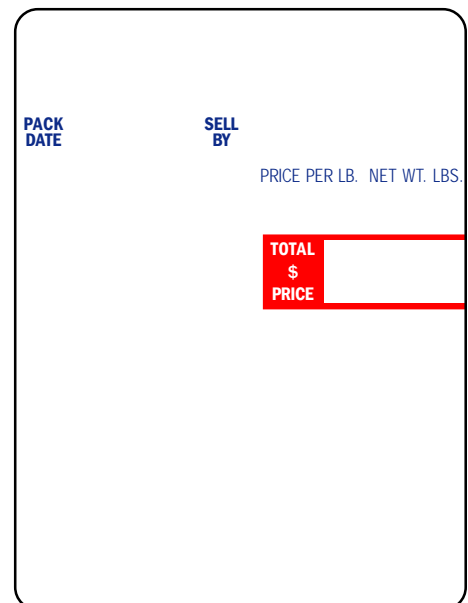 PACK DATE
SELL BY
PRICE PER LB. NET WT. LBS.
TOTAL
$
PRICE